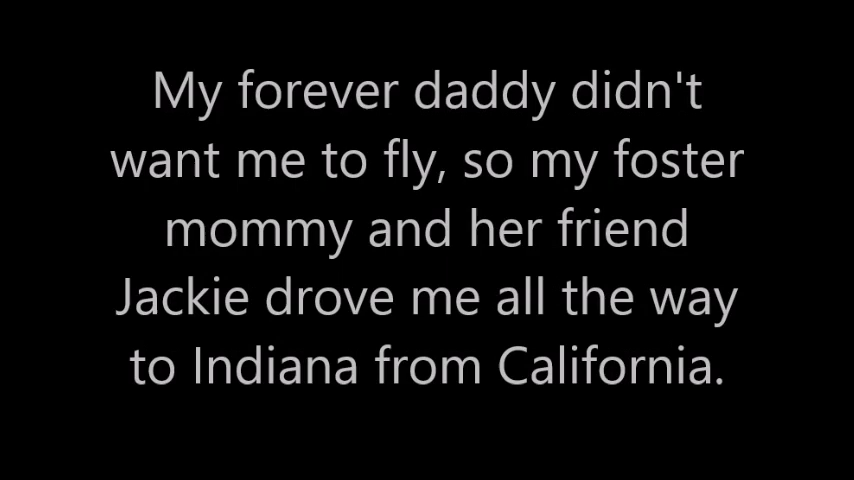 My forever daddy didn't
want me to fly, so my foster
mommy and her friend
Jackie drove me all the way
to Indiana from California.